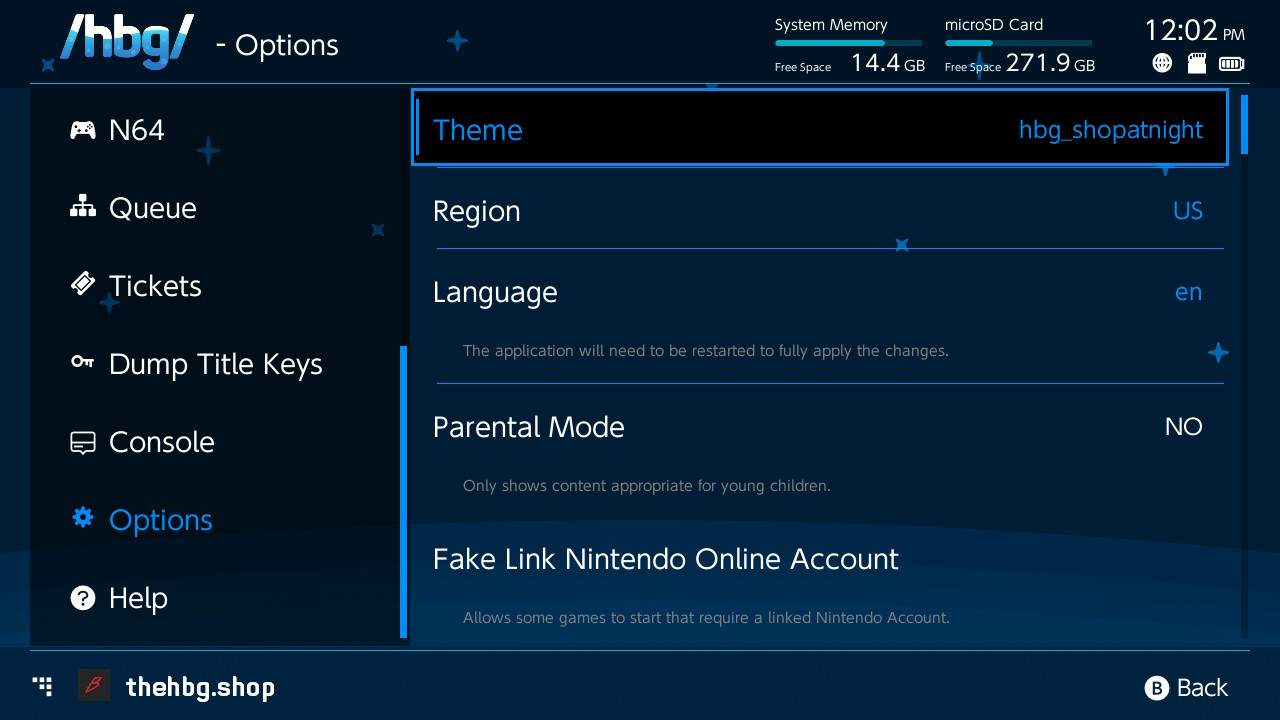 /hbg/ - Options
System Memory
Free Space 14.4 GB
microSD Card
Free Space 271.9 GB
12:02 PM
N64
Queue
Tickets
Dump Title Keys
Console
Options
Help
Theme hbg_shopatnight
Region US
Language en
The application will need to be restarted to fully apply the changes.
Parental Mode NO
Only shows content appropriate for young children.
Fake Link Nintendo Online Account
Allows some games to start that require a linked Nintendo Account.
thehbg.shop
B Back